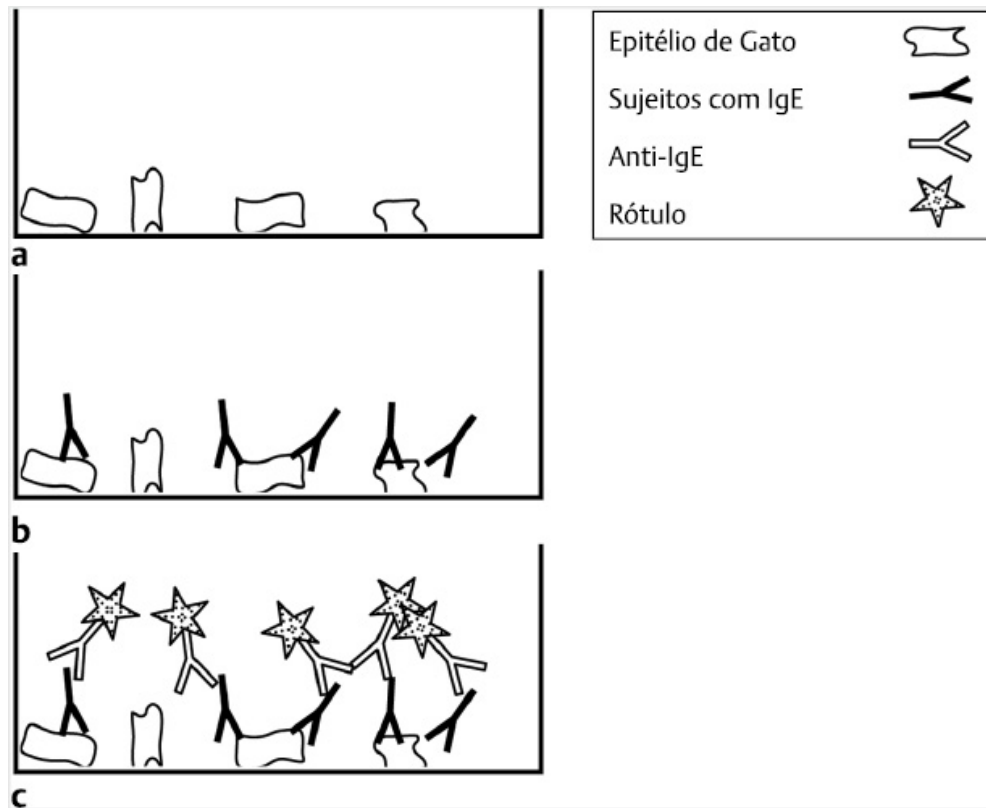 Epitélio de Gato
Sujeitos com IgE
Anti-IgE
Rótulo
a
b
c